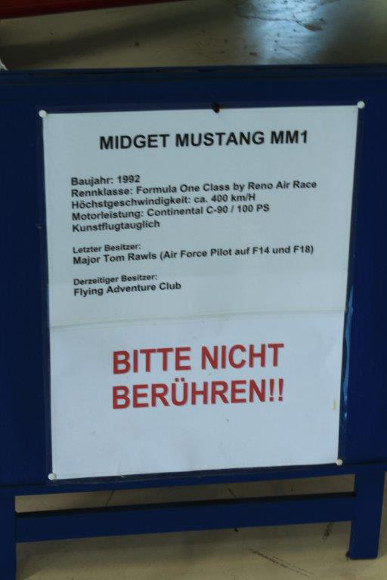 MIDGET MUSTANG MM1
Baujahr: 1992
Rennklasse: Formula One Class by Reno Air Race
Höchstgeschwindigkeit: ca. 400 km/H
Motorleistung: Continental C-90 / 100 PS
Kunstflugtauglich
Letzter Besitzer:
Major Tom Rawls (Air Force Pilot auf F14 und F18)
Derzeitiger Besitzer:
Flying Adventure Club
BITTE NICHT
BERÜHREN!!